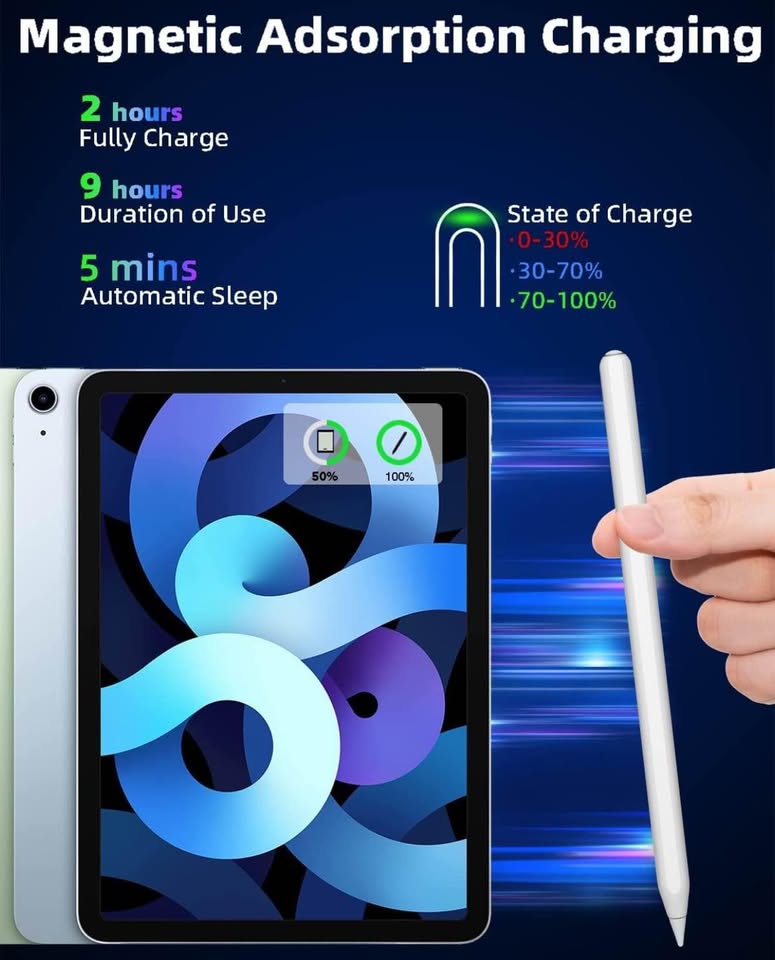 Magnetic Adsorption Charging
2 hours
Fully Charge
9 hours
Duration of Use
5 mins
Automatic Sleep
State of Charge
·0-30%
·30-70%
·70-100%
50%
100%